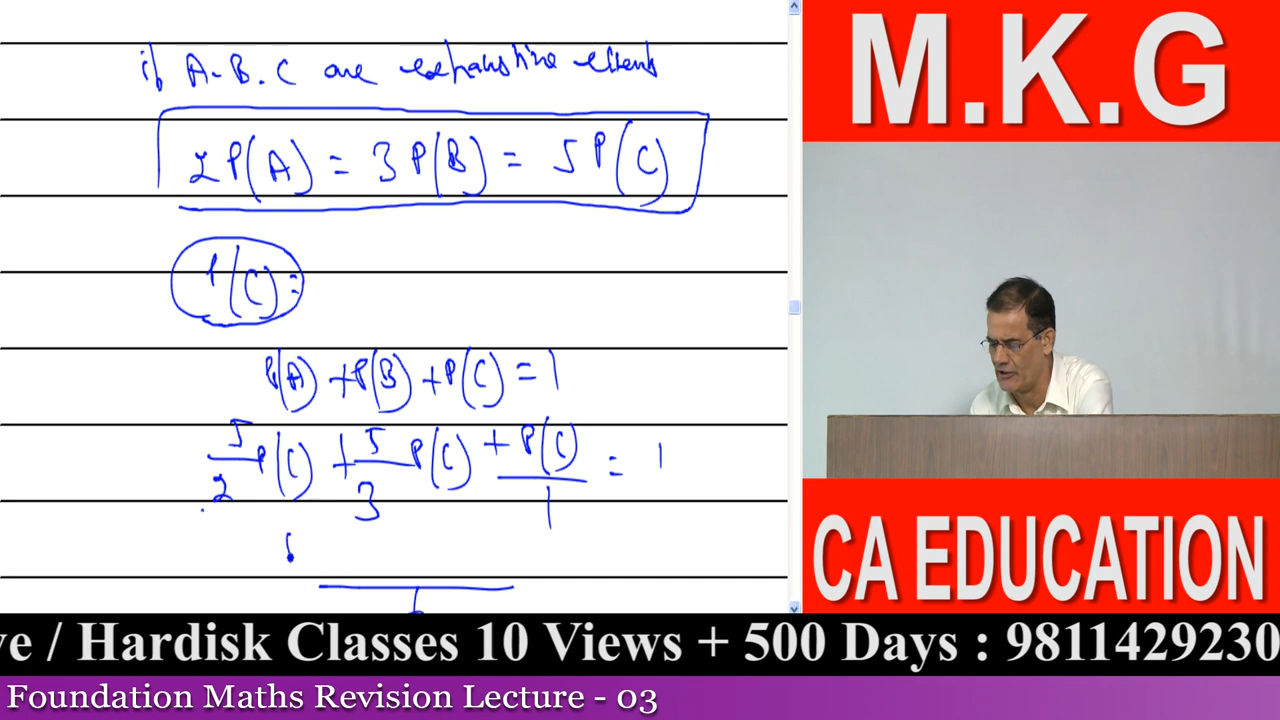 if A, B, C are exhaustive events
2P(A) = 3P(B) = 5P(C)
P(C) =
P(A) + P(B) + P(C) = 1
5/2 P(C) + 5/3 P(C) + P(C)/1 = 1
6
M.K.G
CA EDUCATION
ve / Hardisk Classes 10 Views + 500 Days : 9811429230
Foundation Maths Revision Lecture - 03